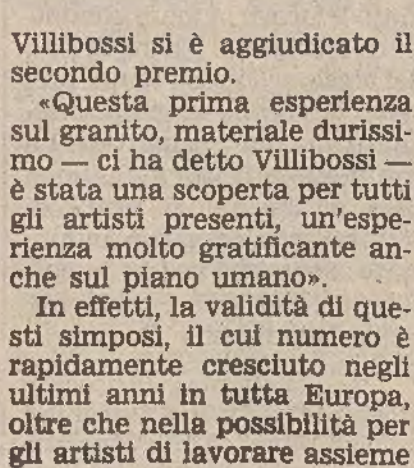 Villibossi si è aggiudicato il
secondo premio.
«Questa prima esperienza
sul granito, materiale durissi-
mo — ci ha detto Villibossi —
è stata una scoperta per tutti
gli artisti presenti, un'espe-
rienza molto gratificante an-
che sul piano umano».
In effetti, la validità di que-
sti simposi, il cui numero è
rapidamente cresciuto negli
ultimi anni in tutta Europa,
oltre che nella possibilità per
gli artisti di lavorare assieme